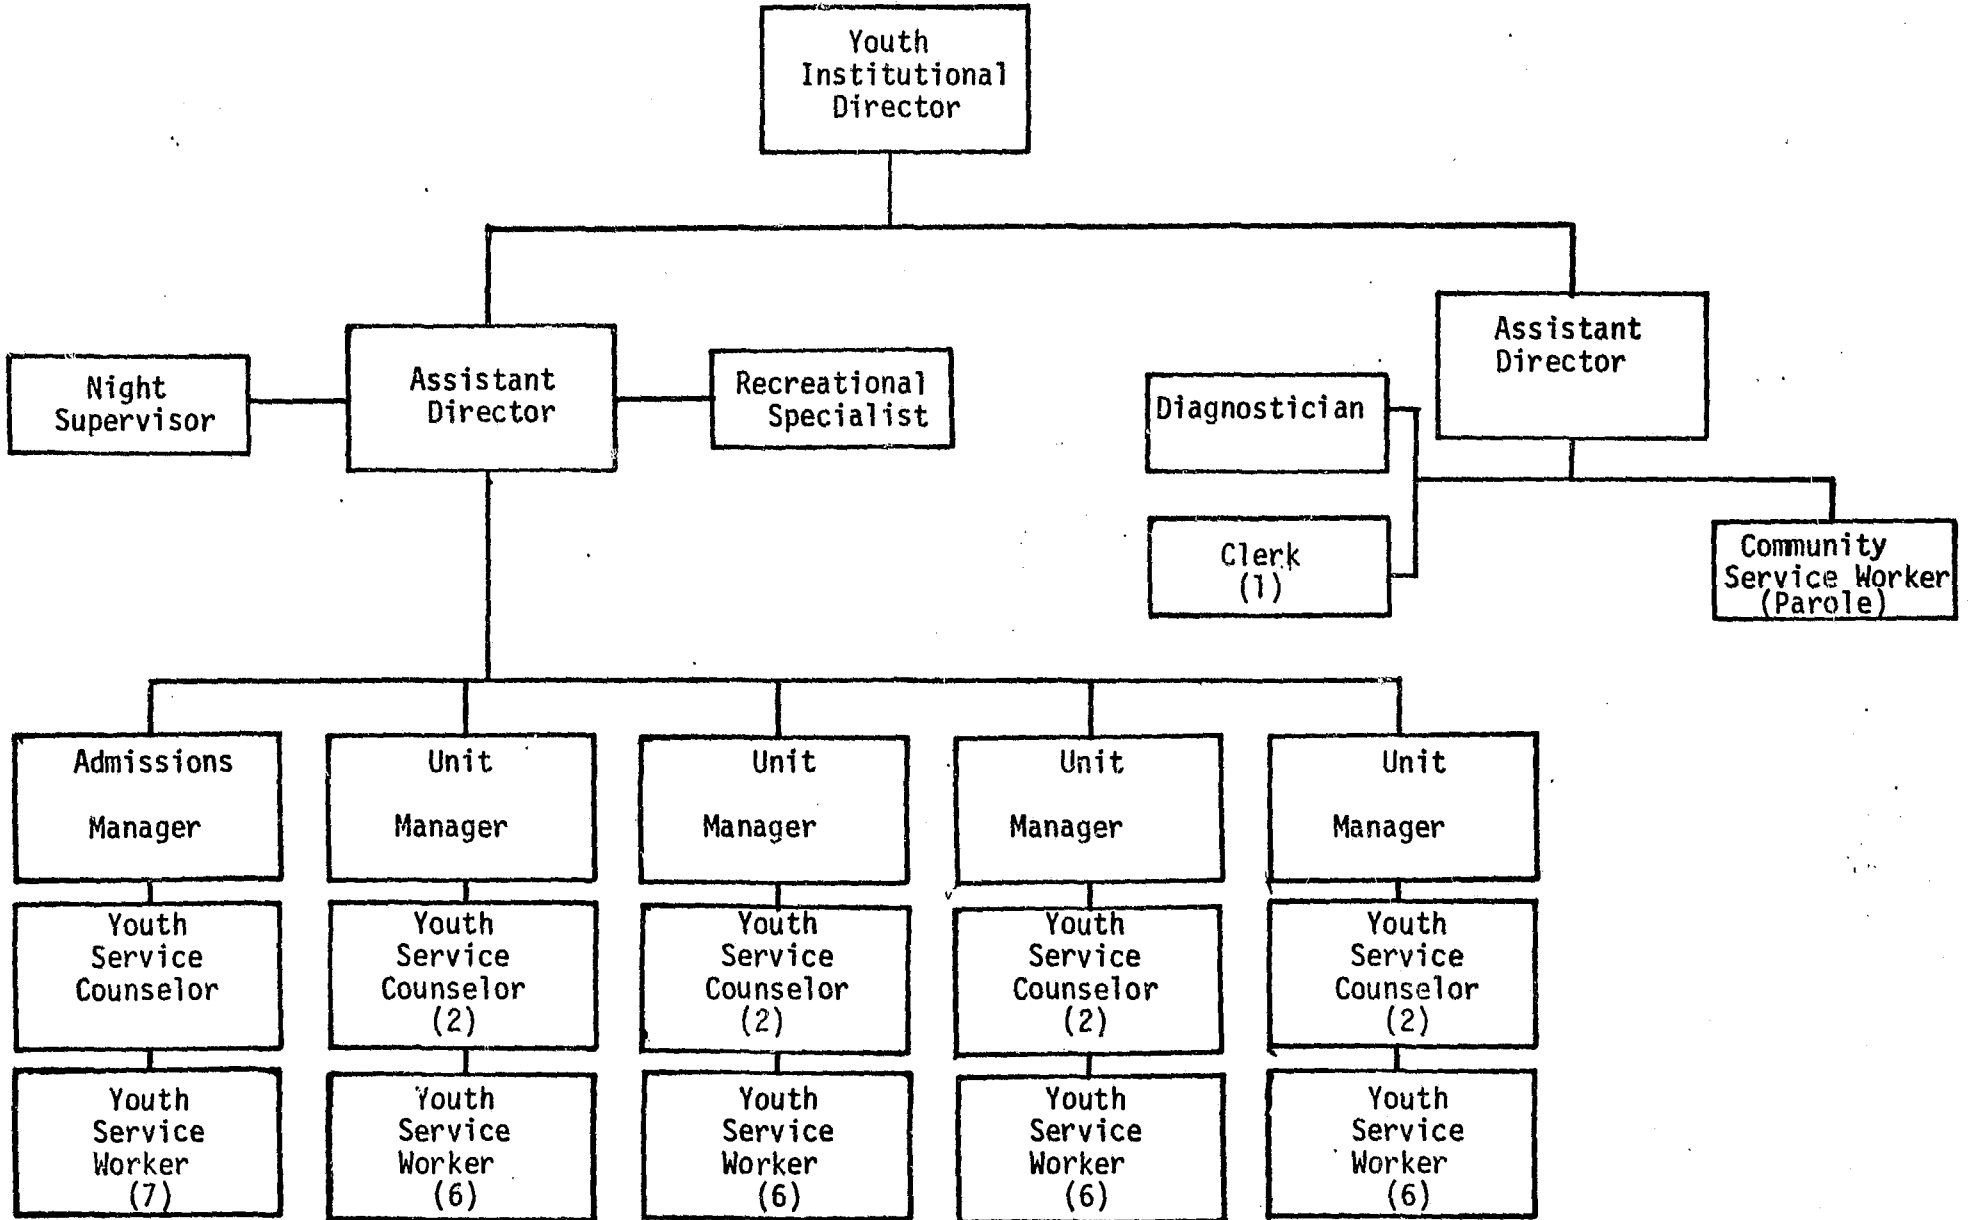 Youth
Institutional
Director
Night
Supervisor
Assistant
Director
Recreational
Specialist
Assistant
Director
Diagnostician
Clerk
(1)
Community
Service Worker
(Parole)
Admissions
Manager
Unit
Manager
Unit
Manager
Unit
Manager
Unit
Manager
Youth
Service
Counselor
Youth
Service
Counselor
(2)
Youth
Service
Counselor
(2)
Youth
Service
Counselor
(2)
Youth
Service
Counselor
(2)
Youth
Service
Worker
(7)
Youth
Service
Worker
(6)
Youth
Service
Worker
(6)
Youth
Service
Worker
(6)
Youth
Service
Worker
(6)